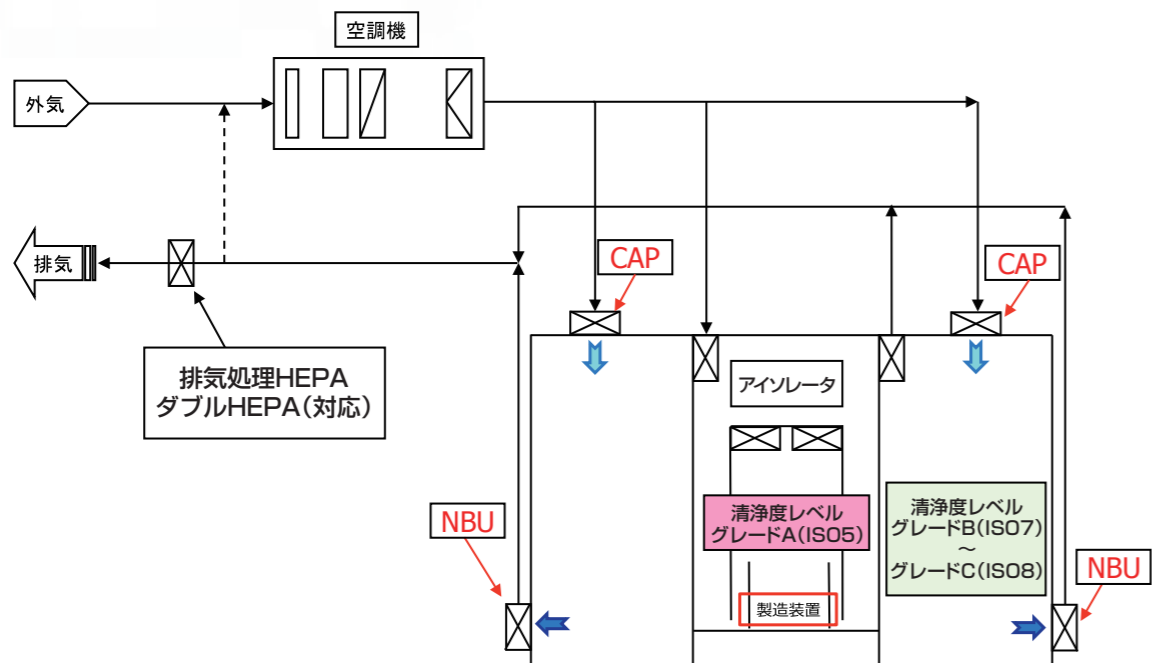 空調機
外気
排気
CAP
CAP
排気処理HEPA
ダブルHEPA(対応)
アイソレータ
清浄度レベル
グレードA(ISO5)
清浄度レベル
グレードB(ISO7)
~
グレードC(ISO8)
NBU
NBU
製造装置